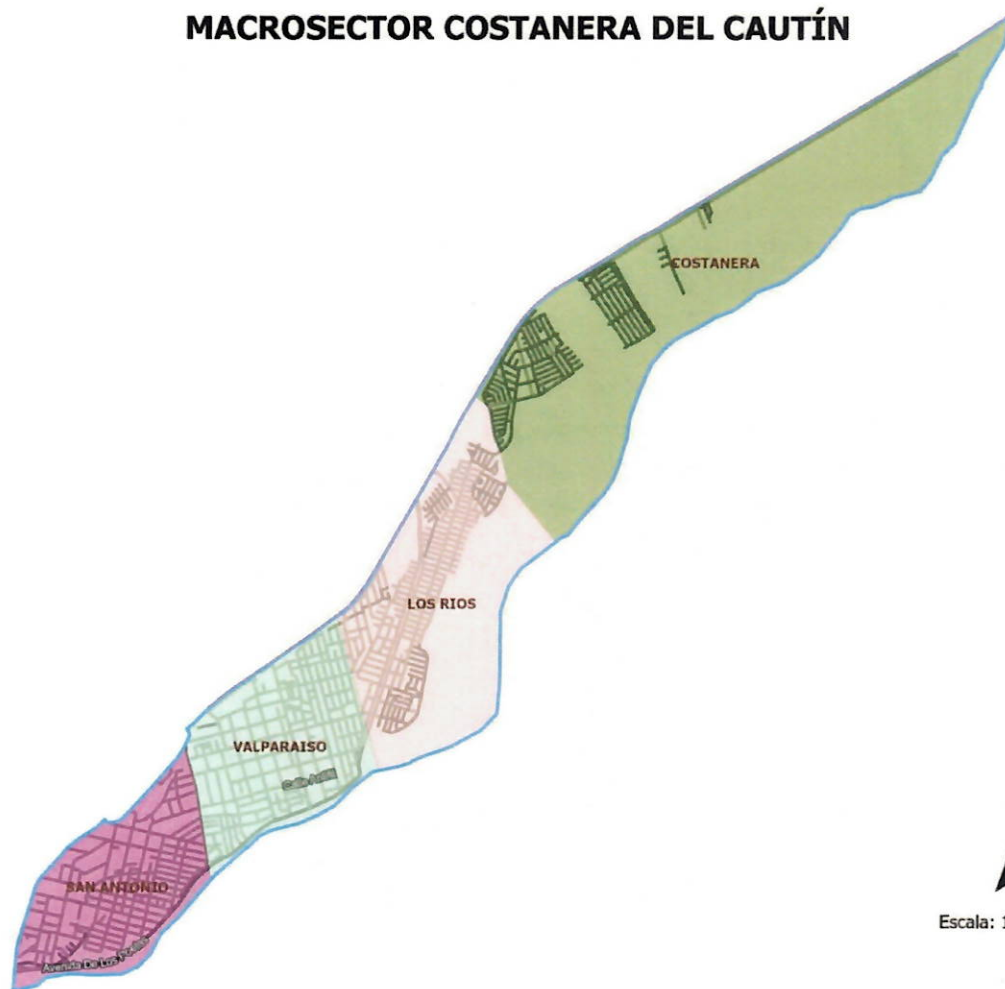 MACROSECTOR COSTANERA DEL CAUTÍN
COSTANERA
LOS RIOS
VALPARAISO
SAN ANTONIO
Avenida De Los
Escala: 1